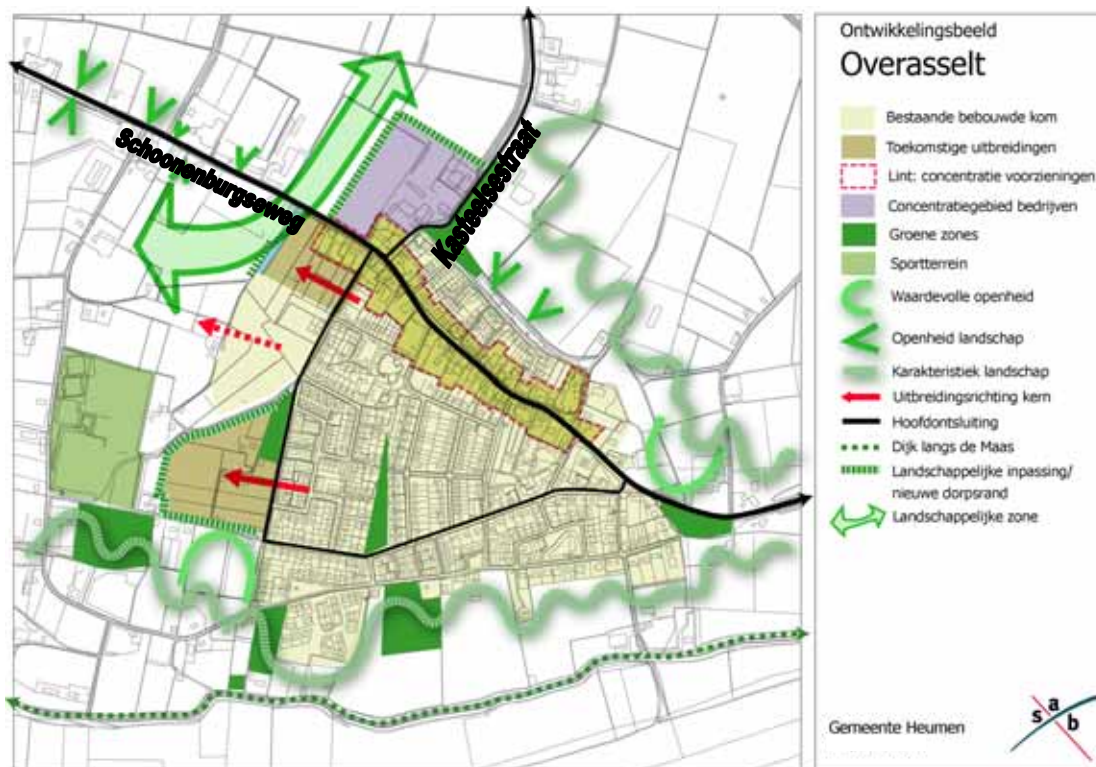 Schoonenburgseweg
Kasteelsestraat
Ontwikkelingsbeeld
Overasselt
Bestaande bebouwde kom
Toekomstige uitbreidingen
Lint: concentratie voorzieningen
Concentratiegebied bedrijven
Groene zones
Sportterrein
Waardevolle openheid
Openheid landschap
Karakteristiek landschap
Uitbreidingsrichting kern
Hoofdontsluiting
Dijk langs de Maas
Landschappelijke inpassing/
nieuwe dorpsrand
Landschappelijke zone
Gemeente Heumen
s a b